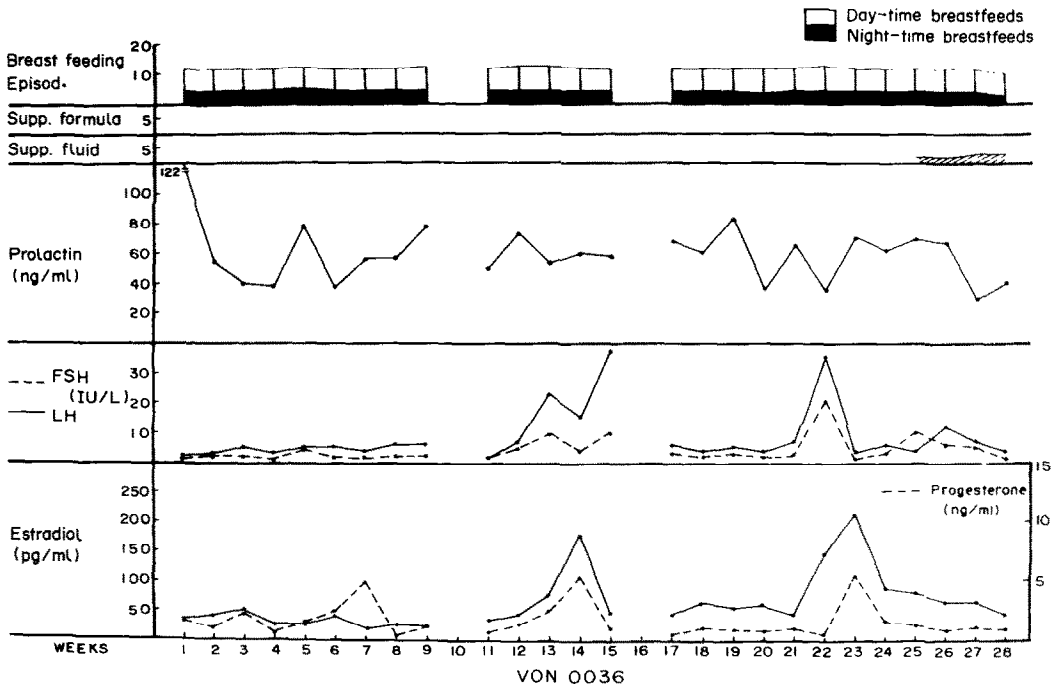 Day-time breastfeeds
Night-time breastfeeds
Breast feeding
Episod.
20
10
Supp. formula 5
Supp. fluid 5
122
100
80
60
40
20
Prolactin
(ng/ml)
FSH
(IU/L)
LH
30
20
10
15
250
200
150
100
50
Estradiol
(pg/ml)
Progesterone
(ng/ml)
10
5
WEEKS 1 2 3 4 5 6 7 8 9 10 11 12 13 14 15 16 17 18 19 20 21 22 23 24 25 26 27 28
VON 0036